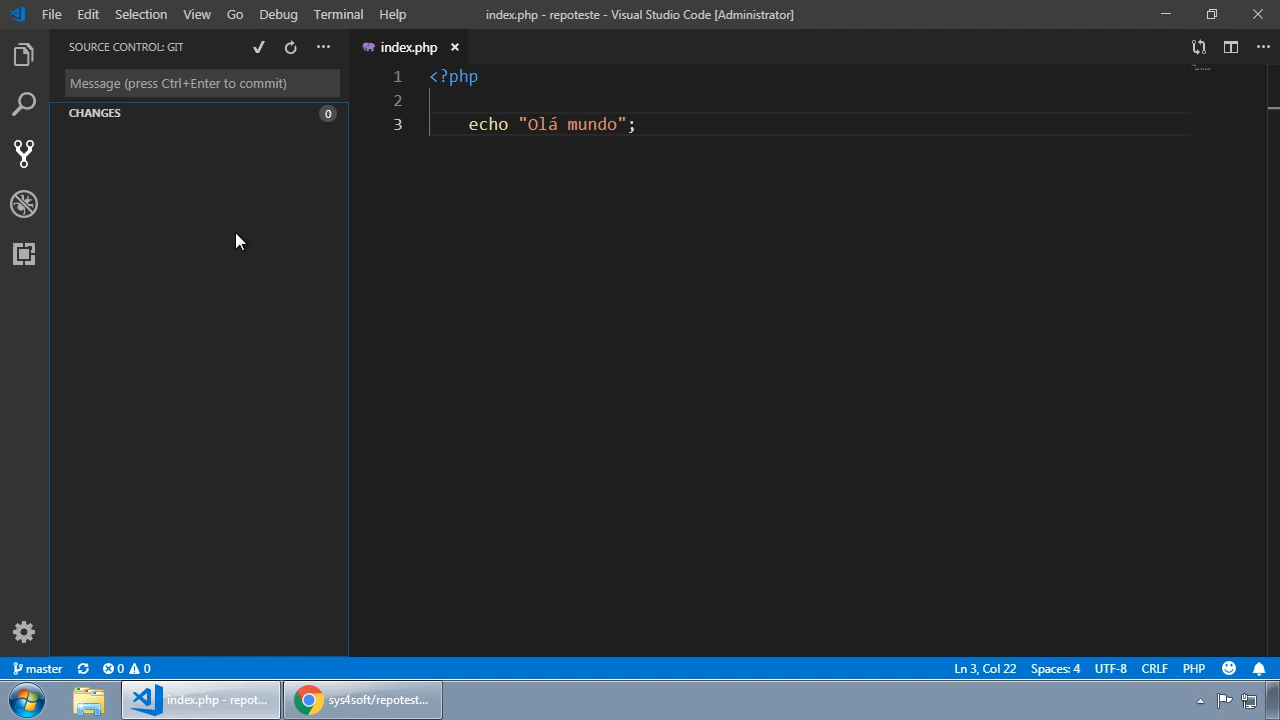 File Edit Selection View Go Debug Terminal Help
index.php - repoteste - Visual Studio Code [Administrator]
SOURCE CONTROL: GIT
index.php
Message (press Ctrl+Enter to commit)
CHANGES 0
1 <?php
2
3 echo "Olá mundo";
master 0 0
Ln 3, Col 22 Spaces: 4 UTF-8 CRLF PHP
index.php - repot...
sys4soft/repotest...